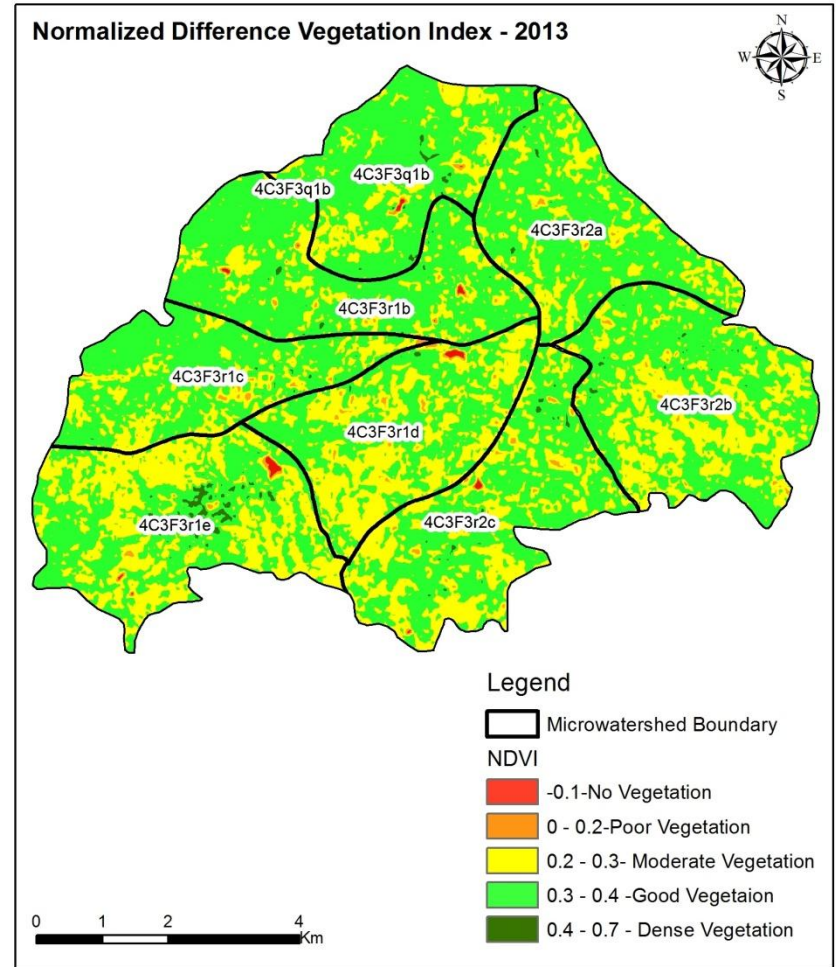 Normalized Difference Vegetation Index - 2013
N
W E
S
4C3F3q1b
4C3F3q1b
4C3F3r2a
4C3F3r1b
4C3F3r1c
4C3F3r2b
4C3F3r1d
4C3F3r2c
4C3F3r1e
Legend
Microwatershed Boundary
NDVI
-0.1-No Vegetation
0 - 0.2-Poor Vegetation
0.2 - 0.3- Moderate Vegetation
0.3 - 0.4 -Good Vegetaion
0.4 - 0.7 - Dense Vegetation
0 1 2 4
Km